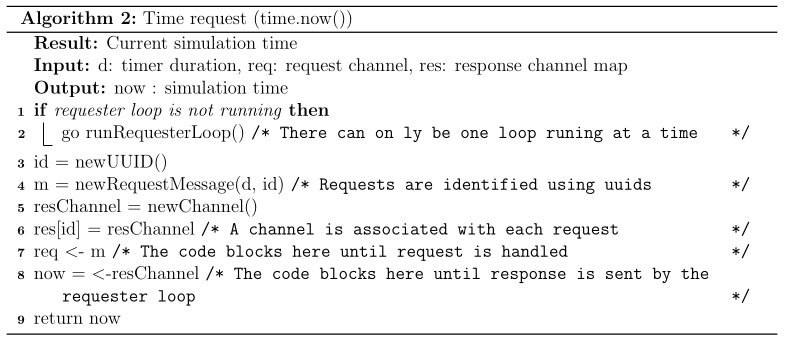 Algorithm 2: Time request (time.now())
Result: Current simulation time
Input: d: timer duration, req: request channel, res: response channel map
Output: now : simulation time
1 if requester loop is not running then
2 go runRequesterLoop() /* There can on ly be one loop runing at a time */
3 id = newUUID()
4 m = newRequestMessage(d, id) /* Requests are identified using uuids */
5 resChannel = newChannel()
6 res[id] = resChannel /* A channel is associated with each request */
7 req <- m /* The code blocks here until request is handled */
8 now = <-resChannel /* The code blocks here until response is sent by the
requester loop */
9 return now